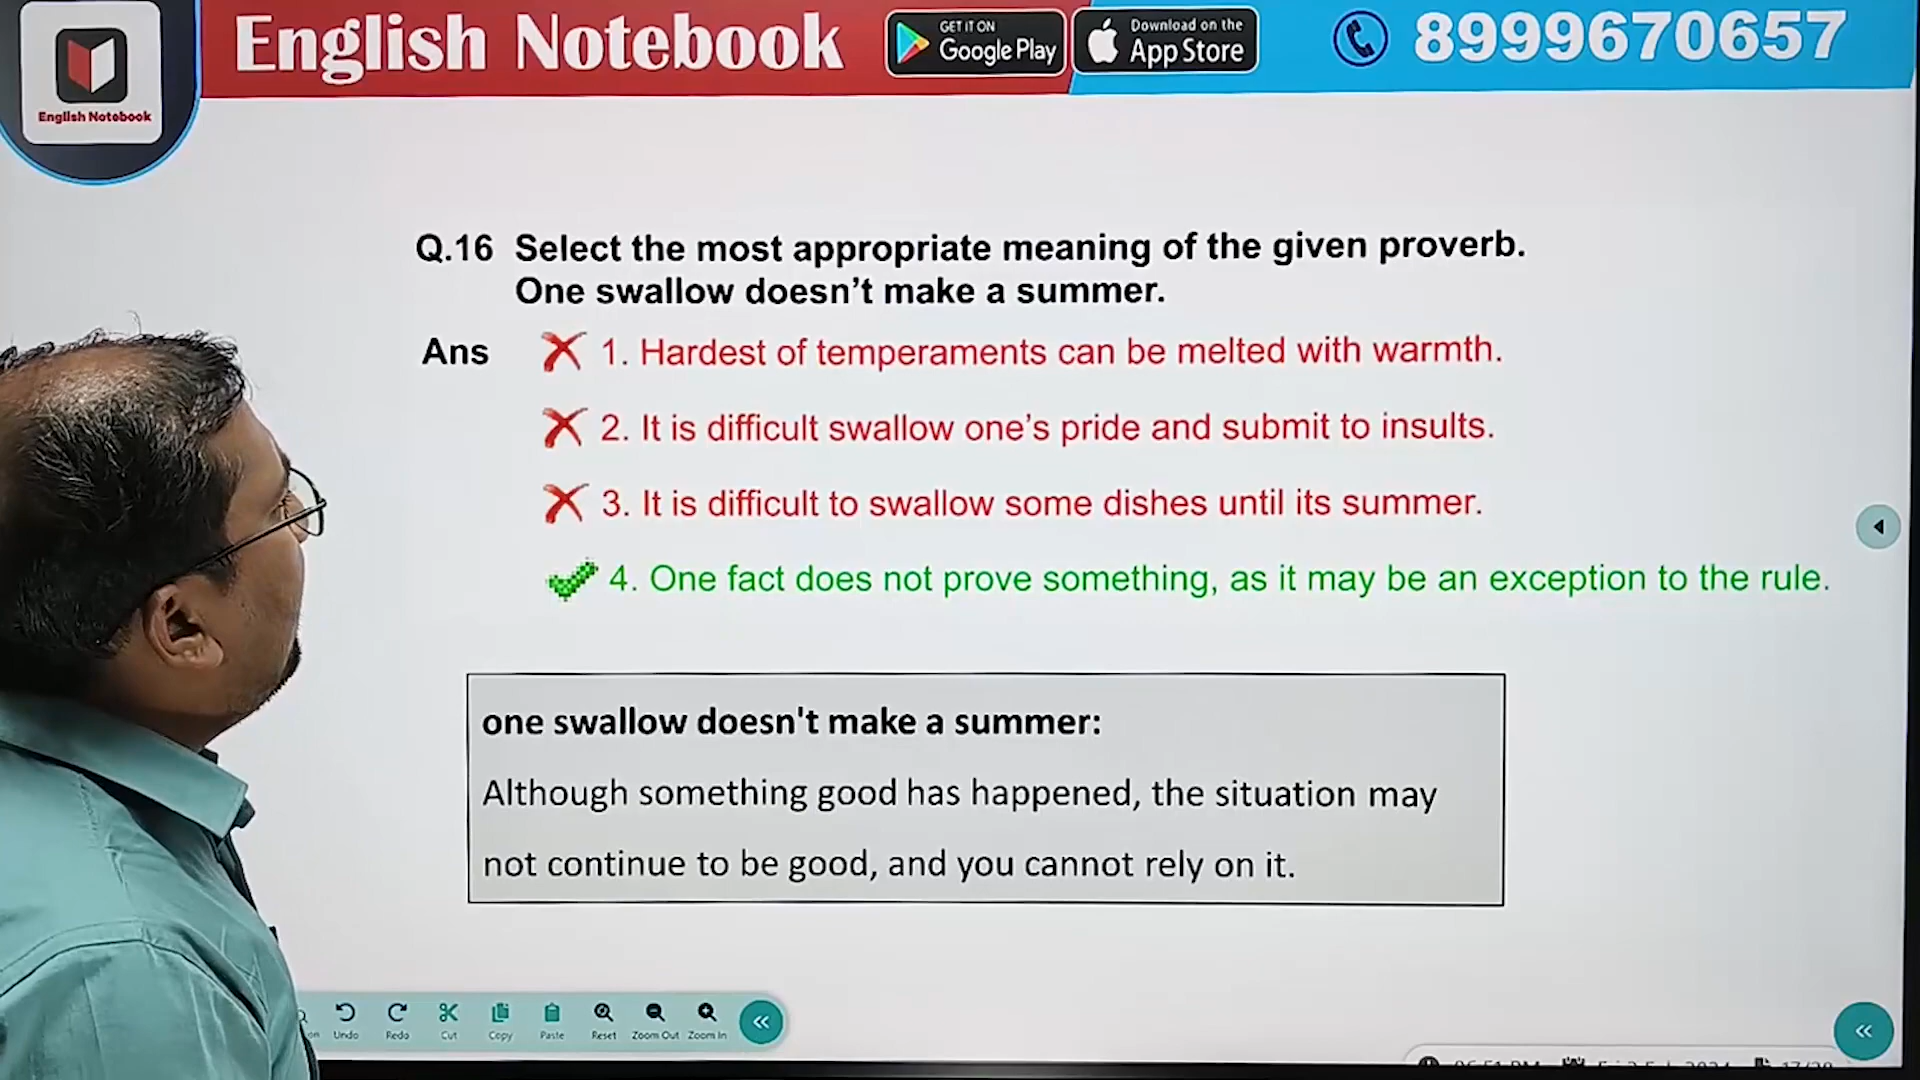 English Notebook
GET IT ON
Google Play
Download on the
App Store
8999670657
English Notebook
Q.16 Select the most appropriate meaning of the given proverb.
One swallow doesn't make a summer.
Ans 1. Hardest of temperaments can be melted with warmth.
2. It is difficult swallow one's pride and submit to insults.
3. It is difficult to swallow some dishes until its summer.
4. One fact does not prove something, as it may be an exception to the rule.
one swallow doesn't make a summer:
Although something good has happened, the situation may
not continue to be good, and you cannot rely on it.
Undo Redo Cut Copy Paste Reset Zoom Out Zoom In